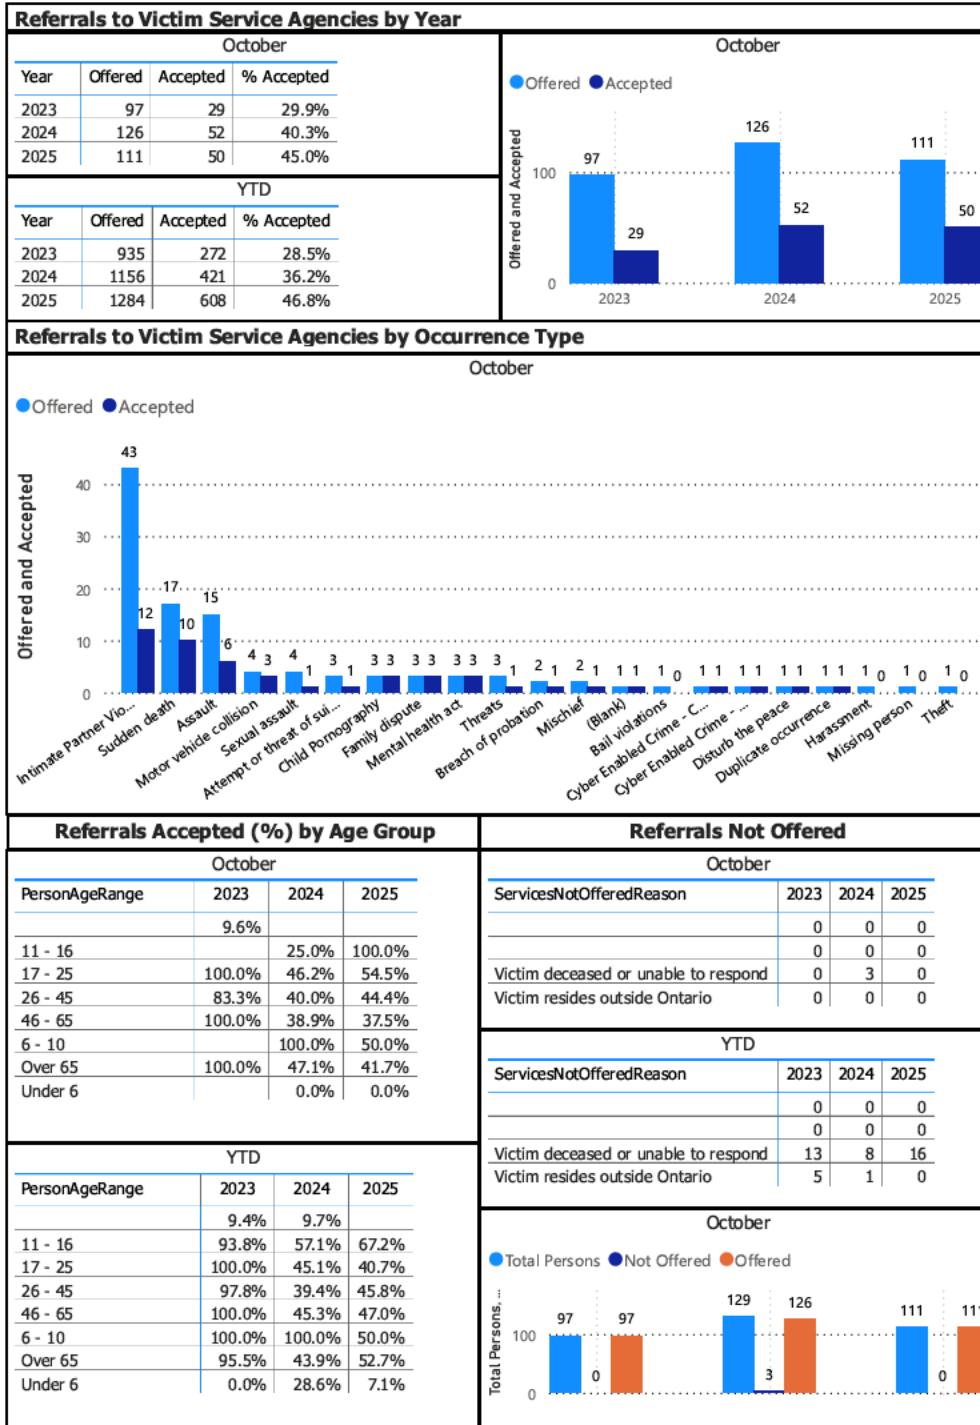 Referrals to Victim Service Agencies by Year
October
Year Offered Accepted % Accepted
2023 97 29 29.9%
2024 126 52 40.3%
2025 111 50 45.0%
YTD
Year Offered Accepted % Accepted
2023 935 272 28.5%
2024 1156 421 36.2%
2025 1284 608 46.8%
October
Offered Accepted
Offered and Accepted
100
0
97 29 126 52 111 50
2023 2024 2025
Referrals to Victim Service Agencies by Occurrence Type
October
Offered Accepted
Offered and Accepted
40
30
20
10
0
43 12 17 10 15 6 4 3 4 1 3 1 3 3 3 3 3 3 3 1 2 1 2 1 1 1 1 0 1 1 1 1 1 1 1 1 1 0 1 0 1 0
Intimate Partner Vio...
Sudden death
Assault
Motor vehicle collision
Sexual assault
Attempt or threat of sui...
Child Pornography
Family dispute
Mental health act
Threats
Breach of probation
Mischief
(Blank)
Bail violations
Cyber Enabled Crime - C...
Cyber Enabled Crime - ...
Disturb the peace
Duplicate occurrence
Harassment
Missing person
Theft
Referrals Accepted (%) by Age Group
October
PersonAgeRange 2023 2024 2025
9.6%
11 - 16 25.0% 100.0%
17 - 25 100.0% 46.2% 54.5%
26 - 45 83.3% 40.0% 44.4%
46 - 65 100.0% 38.9% 37.5%
6 - 10 100.0% 50.0%
Over 65 100.0% 47.1% 41.7%
Under 6 0.0% 0.0%
YTD
PersonAgeRange 2023 2024 2025
9.4% 9.7%
11 - 16 93.8% 57.1% 67.2%
17 - 25 100.0% 45.1% 40.7%
26 - 45 97.8% 39.4% 45.8%
46 - 65 100.0% 45.3% 47.0%
6 - 10 100.0% 100.0% 50.0%
Over 65 95.5% 43.9% 52.7%
Under 6 0.0% 28.6% 7.1%
Referrals Not Offered
October
ServicesNotOfferedReason 2023 2024 2025
0 0 0
0 0 0
Victim deceased or unable to respond 0 3 0
Victim resides outside Ontario 0 0 0
YTD
ServicesNotOfferedReason 2023 2024 2025
0 0 0
0 0 0
Victim deceased or unable to respond 13 8 16
Victim resides outside Ontario 5 1 0
October
Total Persons Not Offered Offered
Total Persons, ...
100
0
97 0 97 129 3 126 111 0 111